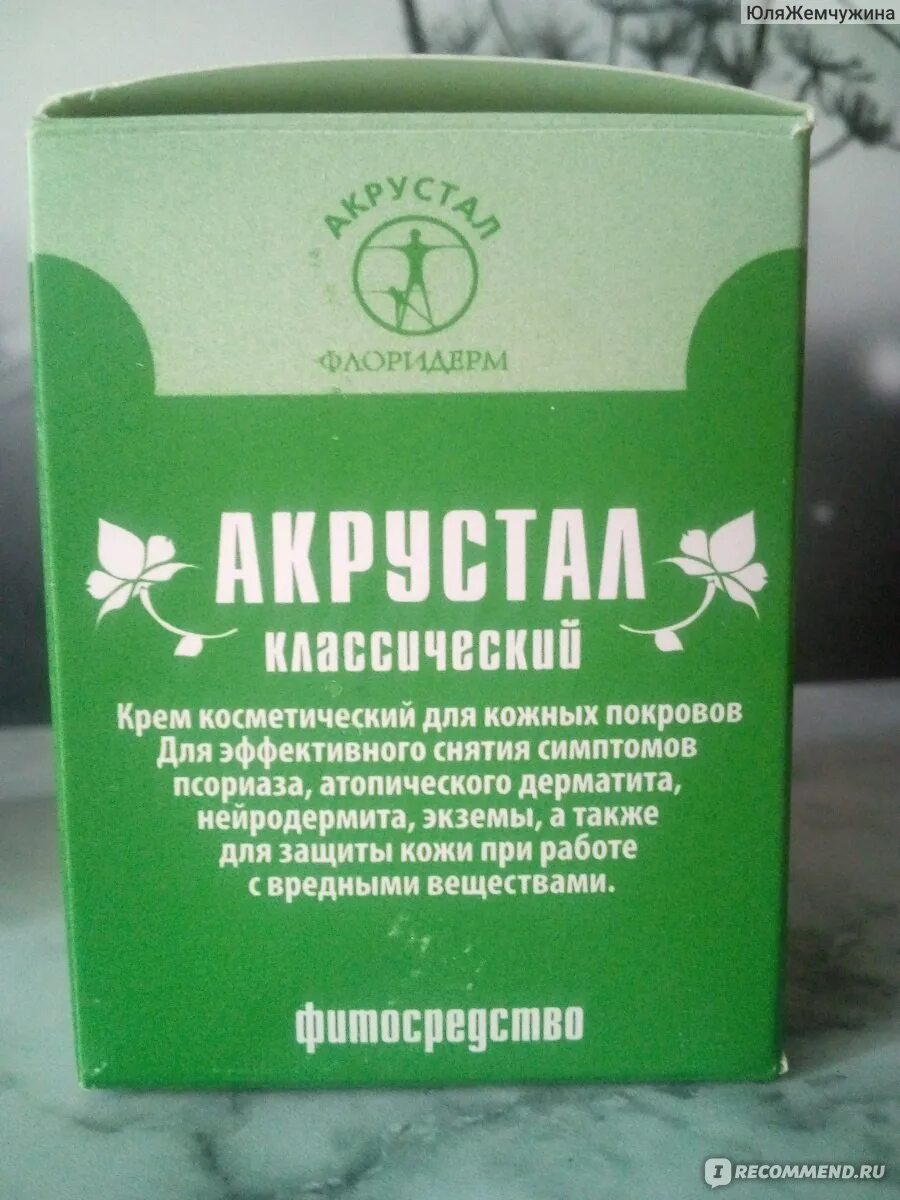 ЮляЖемчужина
АКРУСТАЛ
ФЛОРИДЕРМ
АКРУСТАЛ
классический
Крем косметический для кожных покровов
Для эффективного снятия симптомов
псориаза, атопического дерматита,
нейродермита, экземы, а также
для защиты кожи при работе
с вредными веществами.
фитосредство
IRECOMMEND.RU